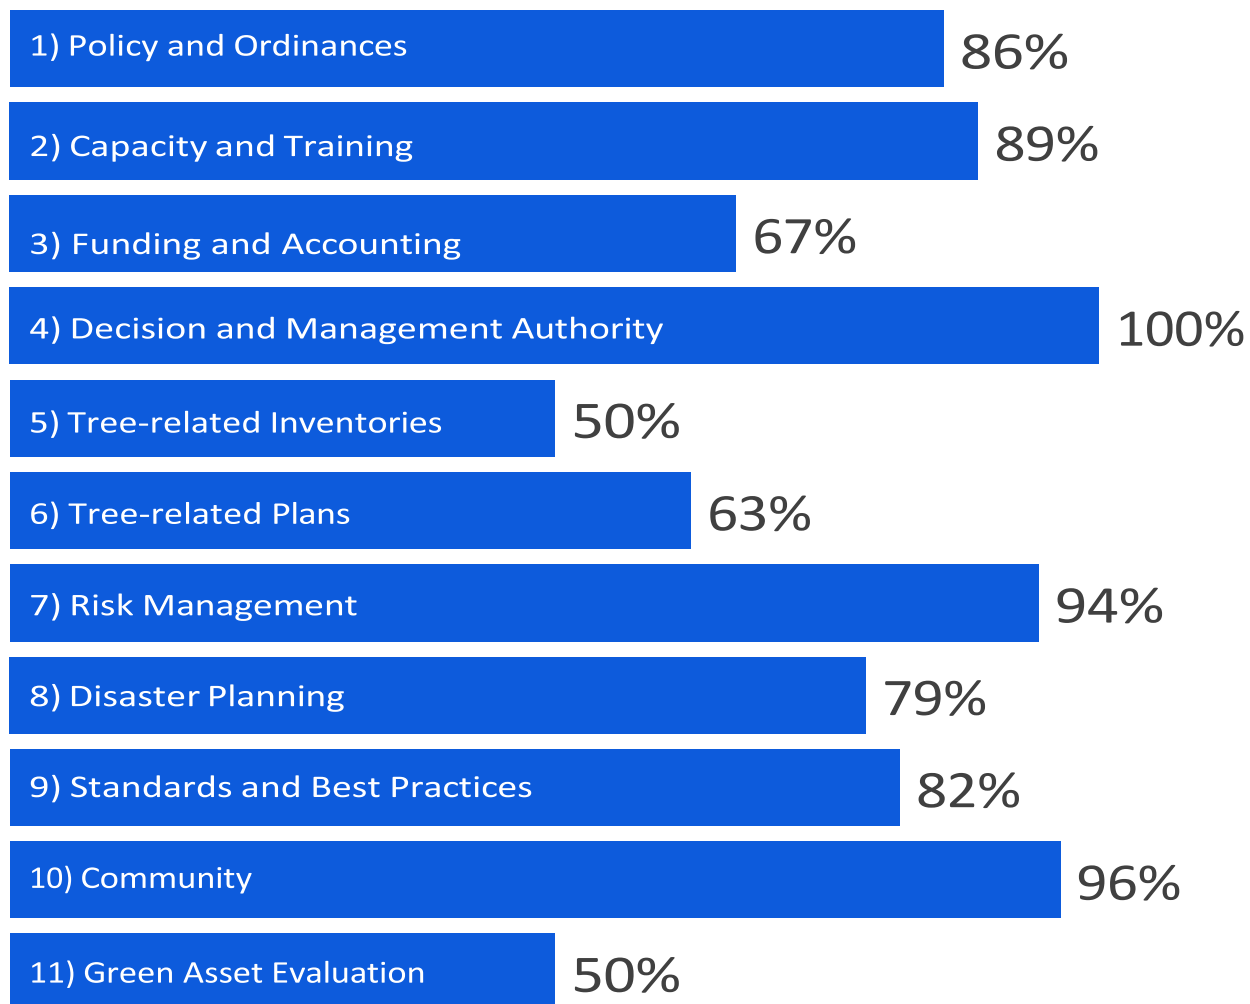 1) Policy and Ordinances 86%
2) Capacity and Training 89%
3) Funding and Accounting 67%
4) Decision and Management Authority 100%
5) Tree-related Inventories 50%
6) Tree-related Plans 63%
7) Risk Management 94%
8) Disaster Planning 79%
9) Standards and Best Practices 82%
10) Community 96%
11) Green Asset Evaluation 50%